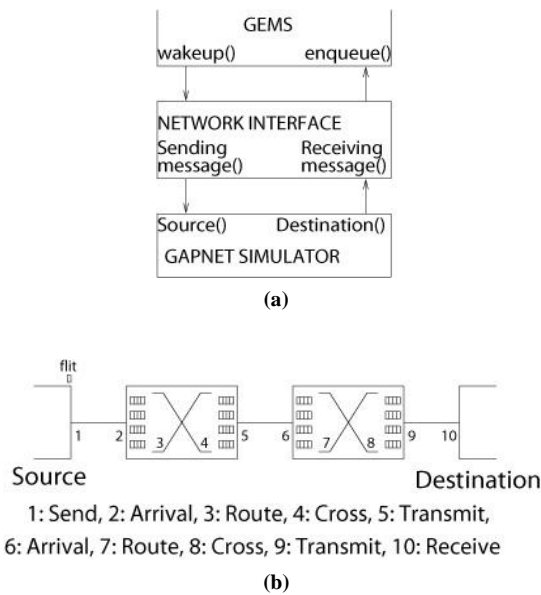 GEMS
wakeup() enqueue()
NETWORK INTERFACE
Sending Receiving
message() message()
Source() Destination()
GAPNET SIMULATOR
(a)
flit
1 2 3 4 5 6 7 8 9 10
Source Destination
1: Send, 2: Arrival, 3: Route, 4: Cross, 5: Transmit,
6: Arrival, 7: Route, 8: Cross, 9: Transmit, 10: Receive
(b)